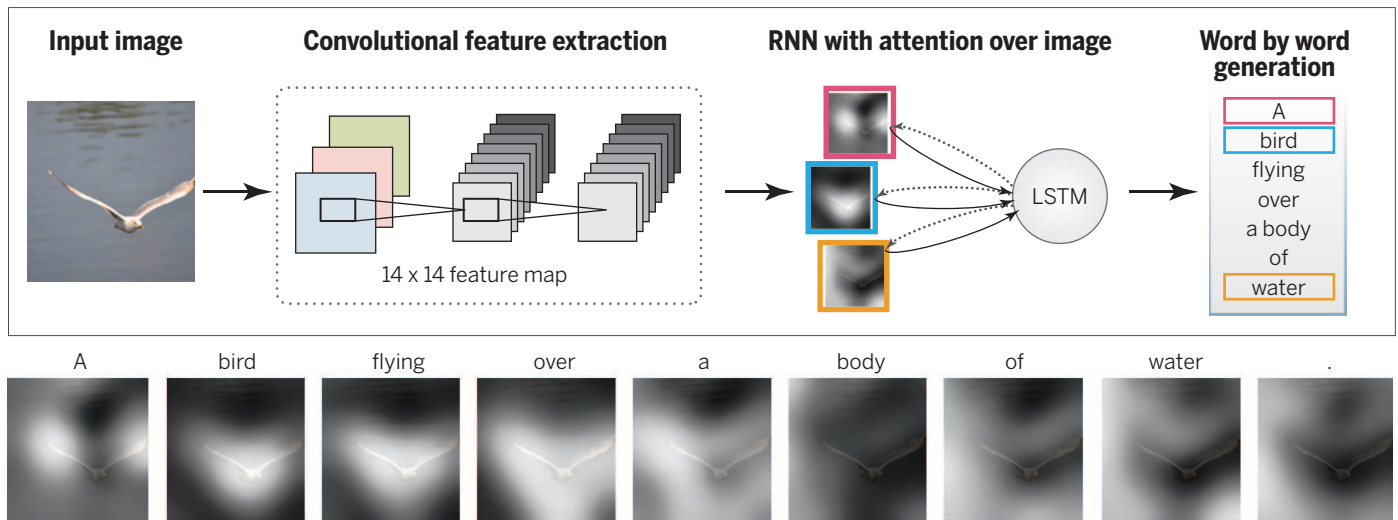 Input image
Convolutional feature extraction
RNN with attention over image
Word by word
generation
14 x 14 feature map
LSTM
A
bird
flying
over
a body
of
water
A bird flying over a body of water .